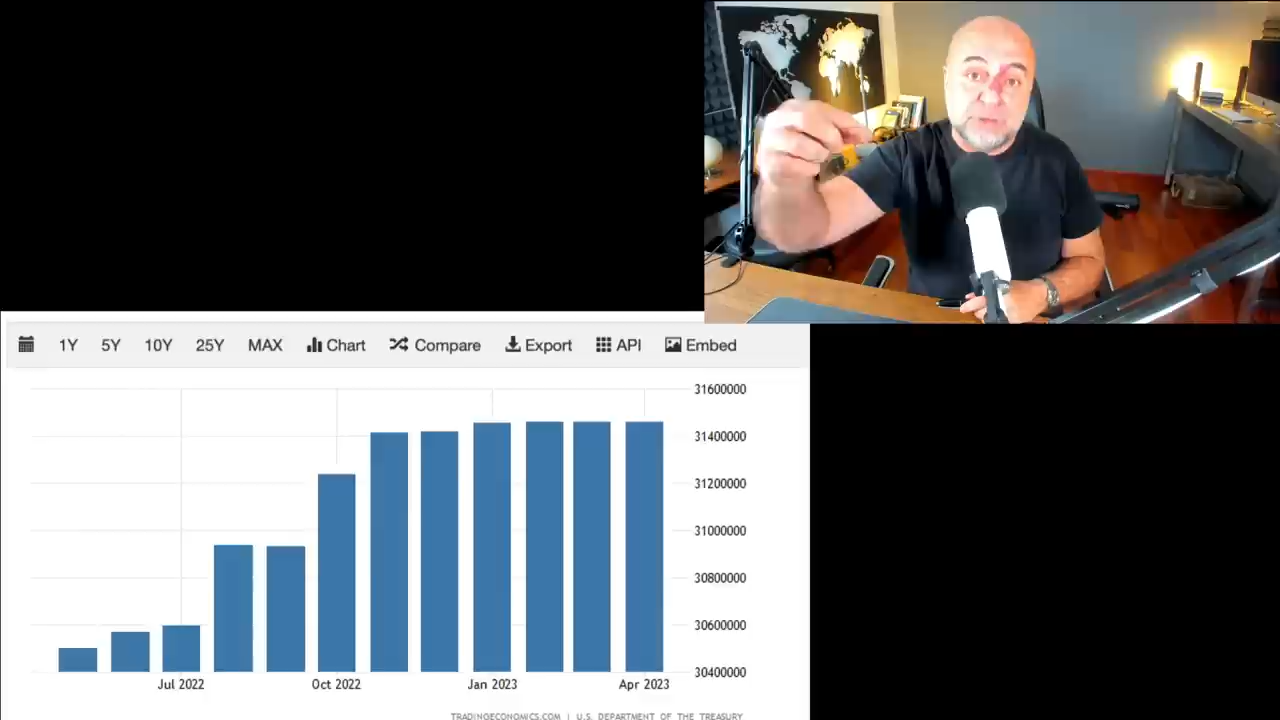 1Y 5Y 10Y 25Y MAX Chart Compare Export API Embed
31600000
31400000
31200000
31000000
30800000
30600000
30400000
Jul 2022 Oct 2022 Jan 2023 Apr 2023
TRADINGECONOMICS.COM | U.S. DEPARTMENT OF THE TREASURY